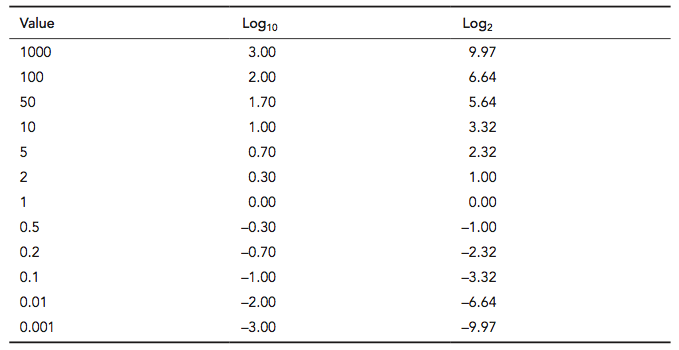 Value Log₁₀ Log₂
1000 3.00 9.97
100 2.00 6.64
50 1.70 5.64
10 1.00 3.32
5 0.70 2.32
2 0.30 1.00
1 0.00 0.00
0.5 –0.30 –1.00
0.2 –0.70 –2.32
0.1 –1.00 –3.32
0.01 –2.00 –6.64
0.001 –3.00 –9.97